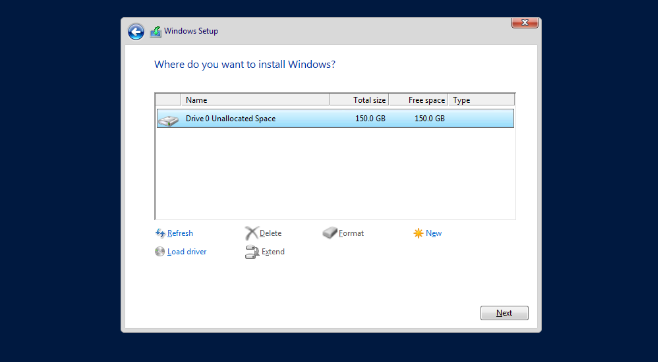 Windows Setup
Where do you want to install Windows?
Name Total size Free space Type
Drive 0 Unallocated Space 150.0 GB 150.0 GB
Refresh Delete Format New
Load driver Extend
Next